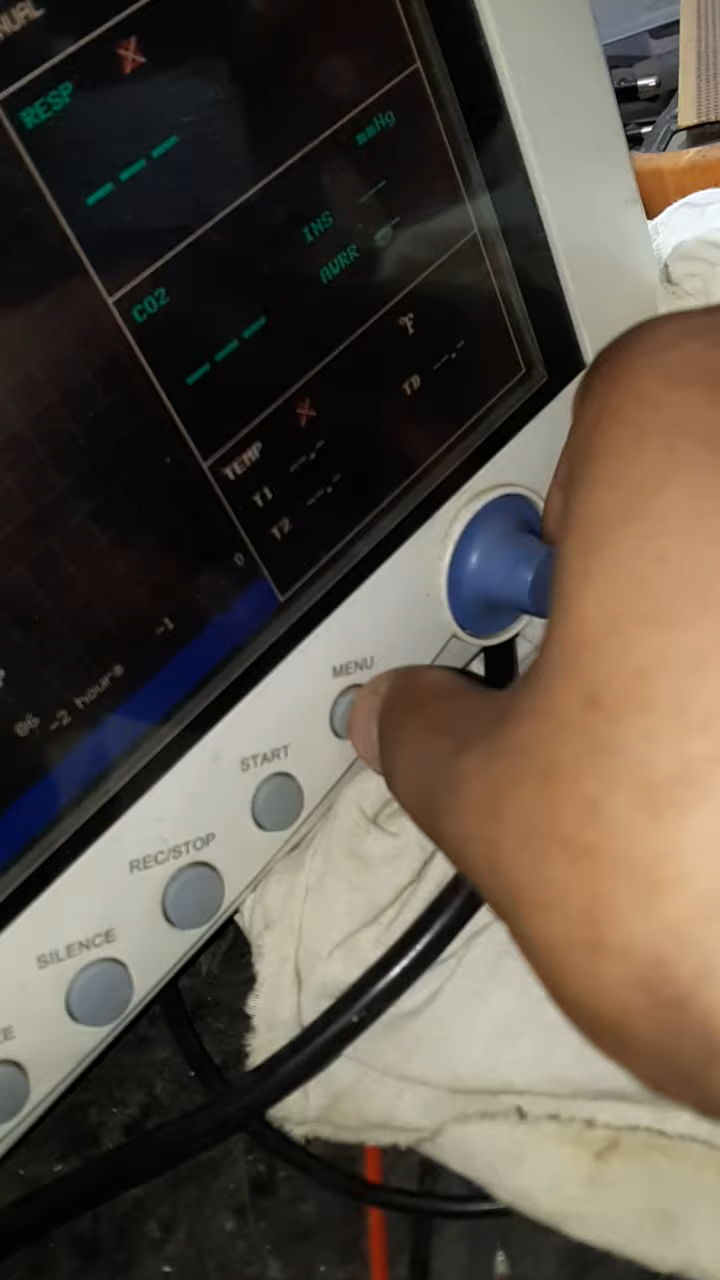 RESP
mmHg
CO2
INS
AWRR
°F
TEMP
TD --.-
T1 --.-
T2 --.-
0
-1
-2 hours
MENU
START
REC/STOP
SILENCE